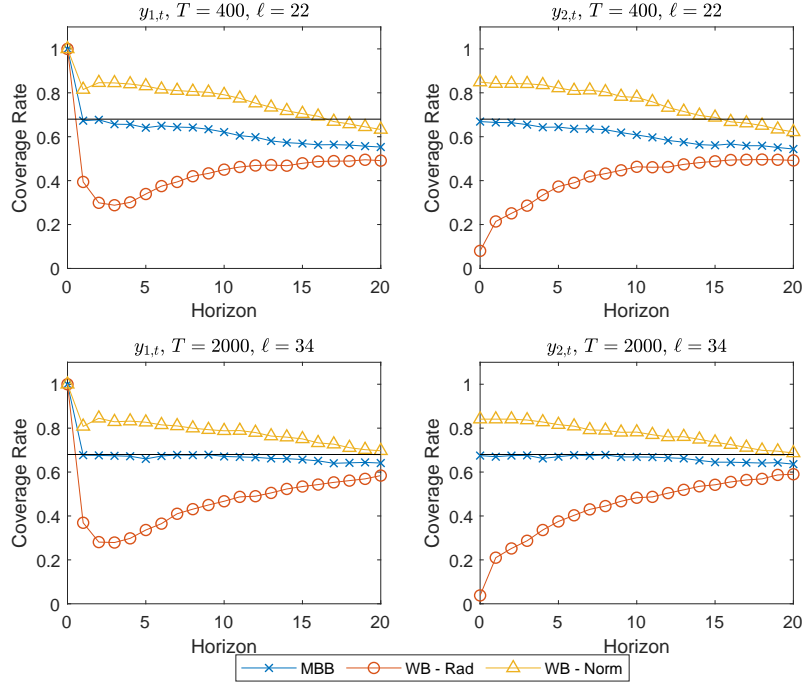 y1,t, T = 400, ℓ = 22
y2,t, T = 400, ℓ = 22
Coverage Rate
1
0.8
0.6
0.4
0.2
0
0 5 10 15 20
Horizon
Coverage Rate
1
0.8
0.6
0.4
0.2
0
0 5 10 15 20
Horizon
y1,t, T = 2000, ℓ = 34
y2,t, T = 2000, ℓ = 34
Coverage Rate
1
0.8
0.6
0.4
0.2
0
0 5 10 15 20
Horizon
Coverage Rate
1
0.8
0.6
0.4
0.2
0
0 5 10 15 20
Horizon
MBB WB - Rad WB - Norm